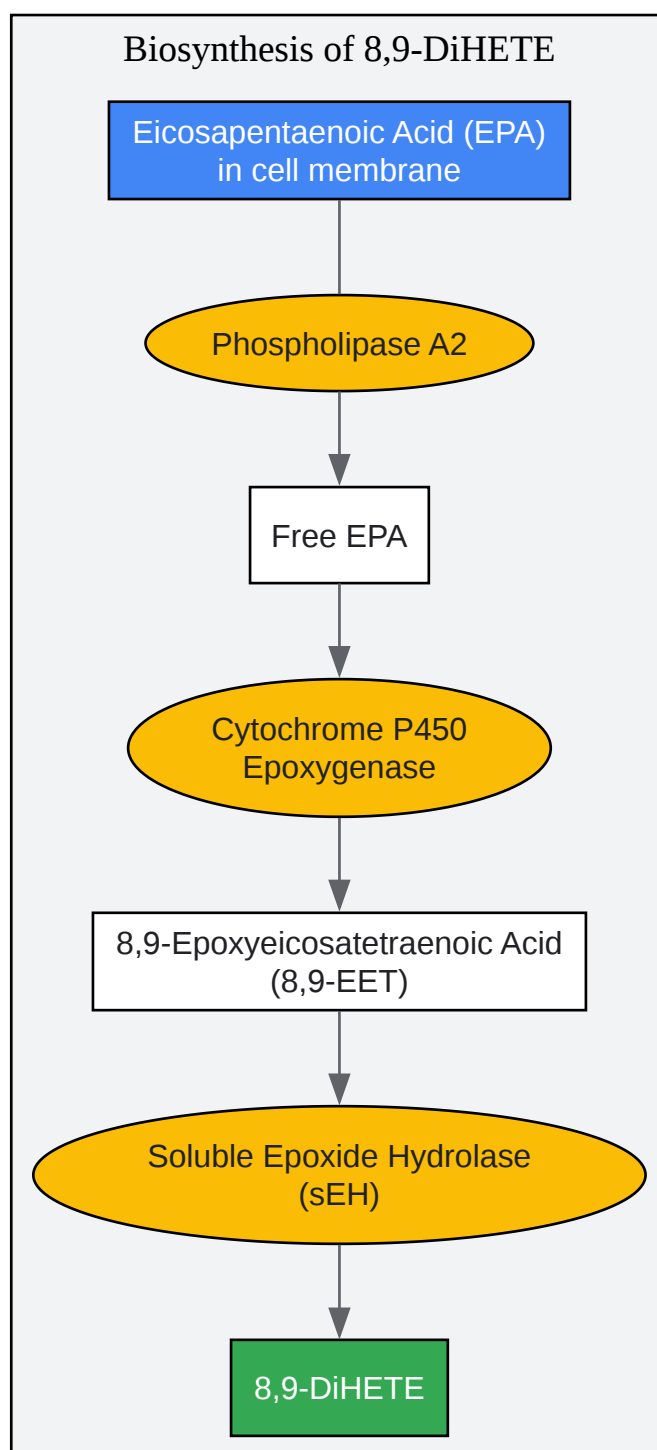 Biosynthesis of 8,9-DiHETE
Eicosapentaenoic Acid (EPA)
in cell membrane
Phospholipase A2
Free EPA
Cytochrome P450
Epoxygenase
8,9-Epoxyeicosatetraenoic Acid
(8,9-EET)
Soluble Epoxide Hydrolase
(sEH)
8,9-DiHETE